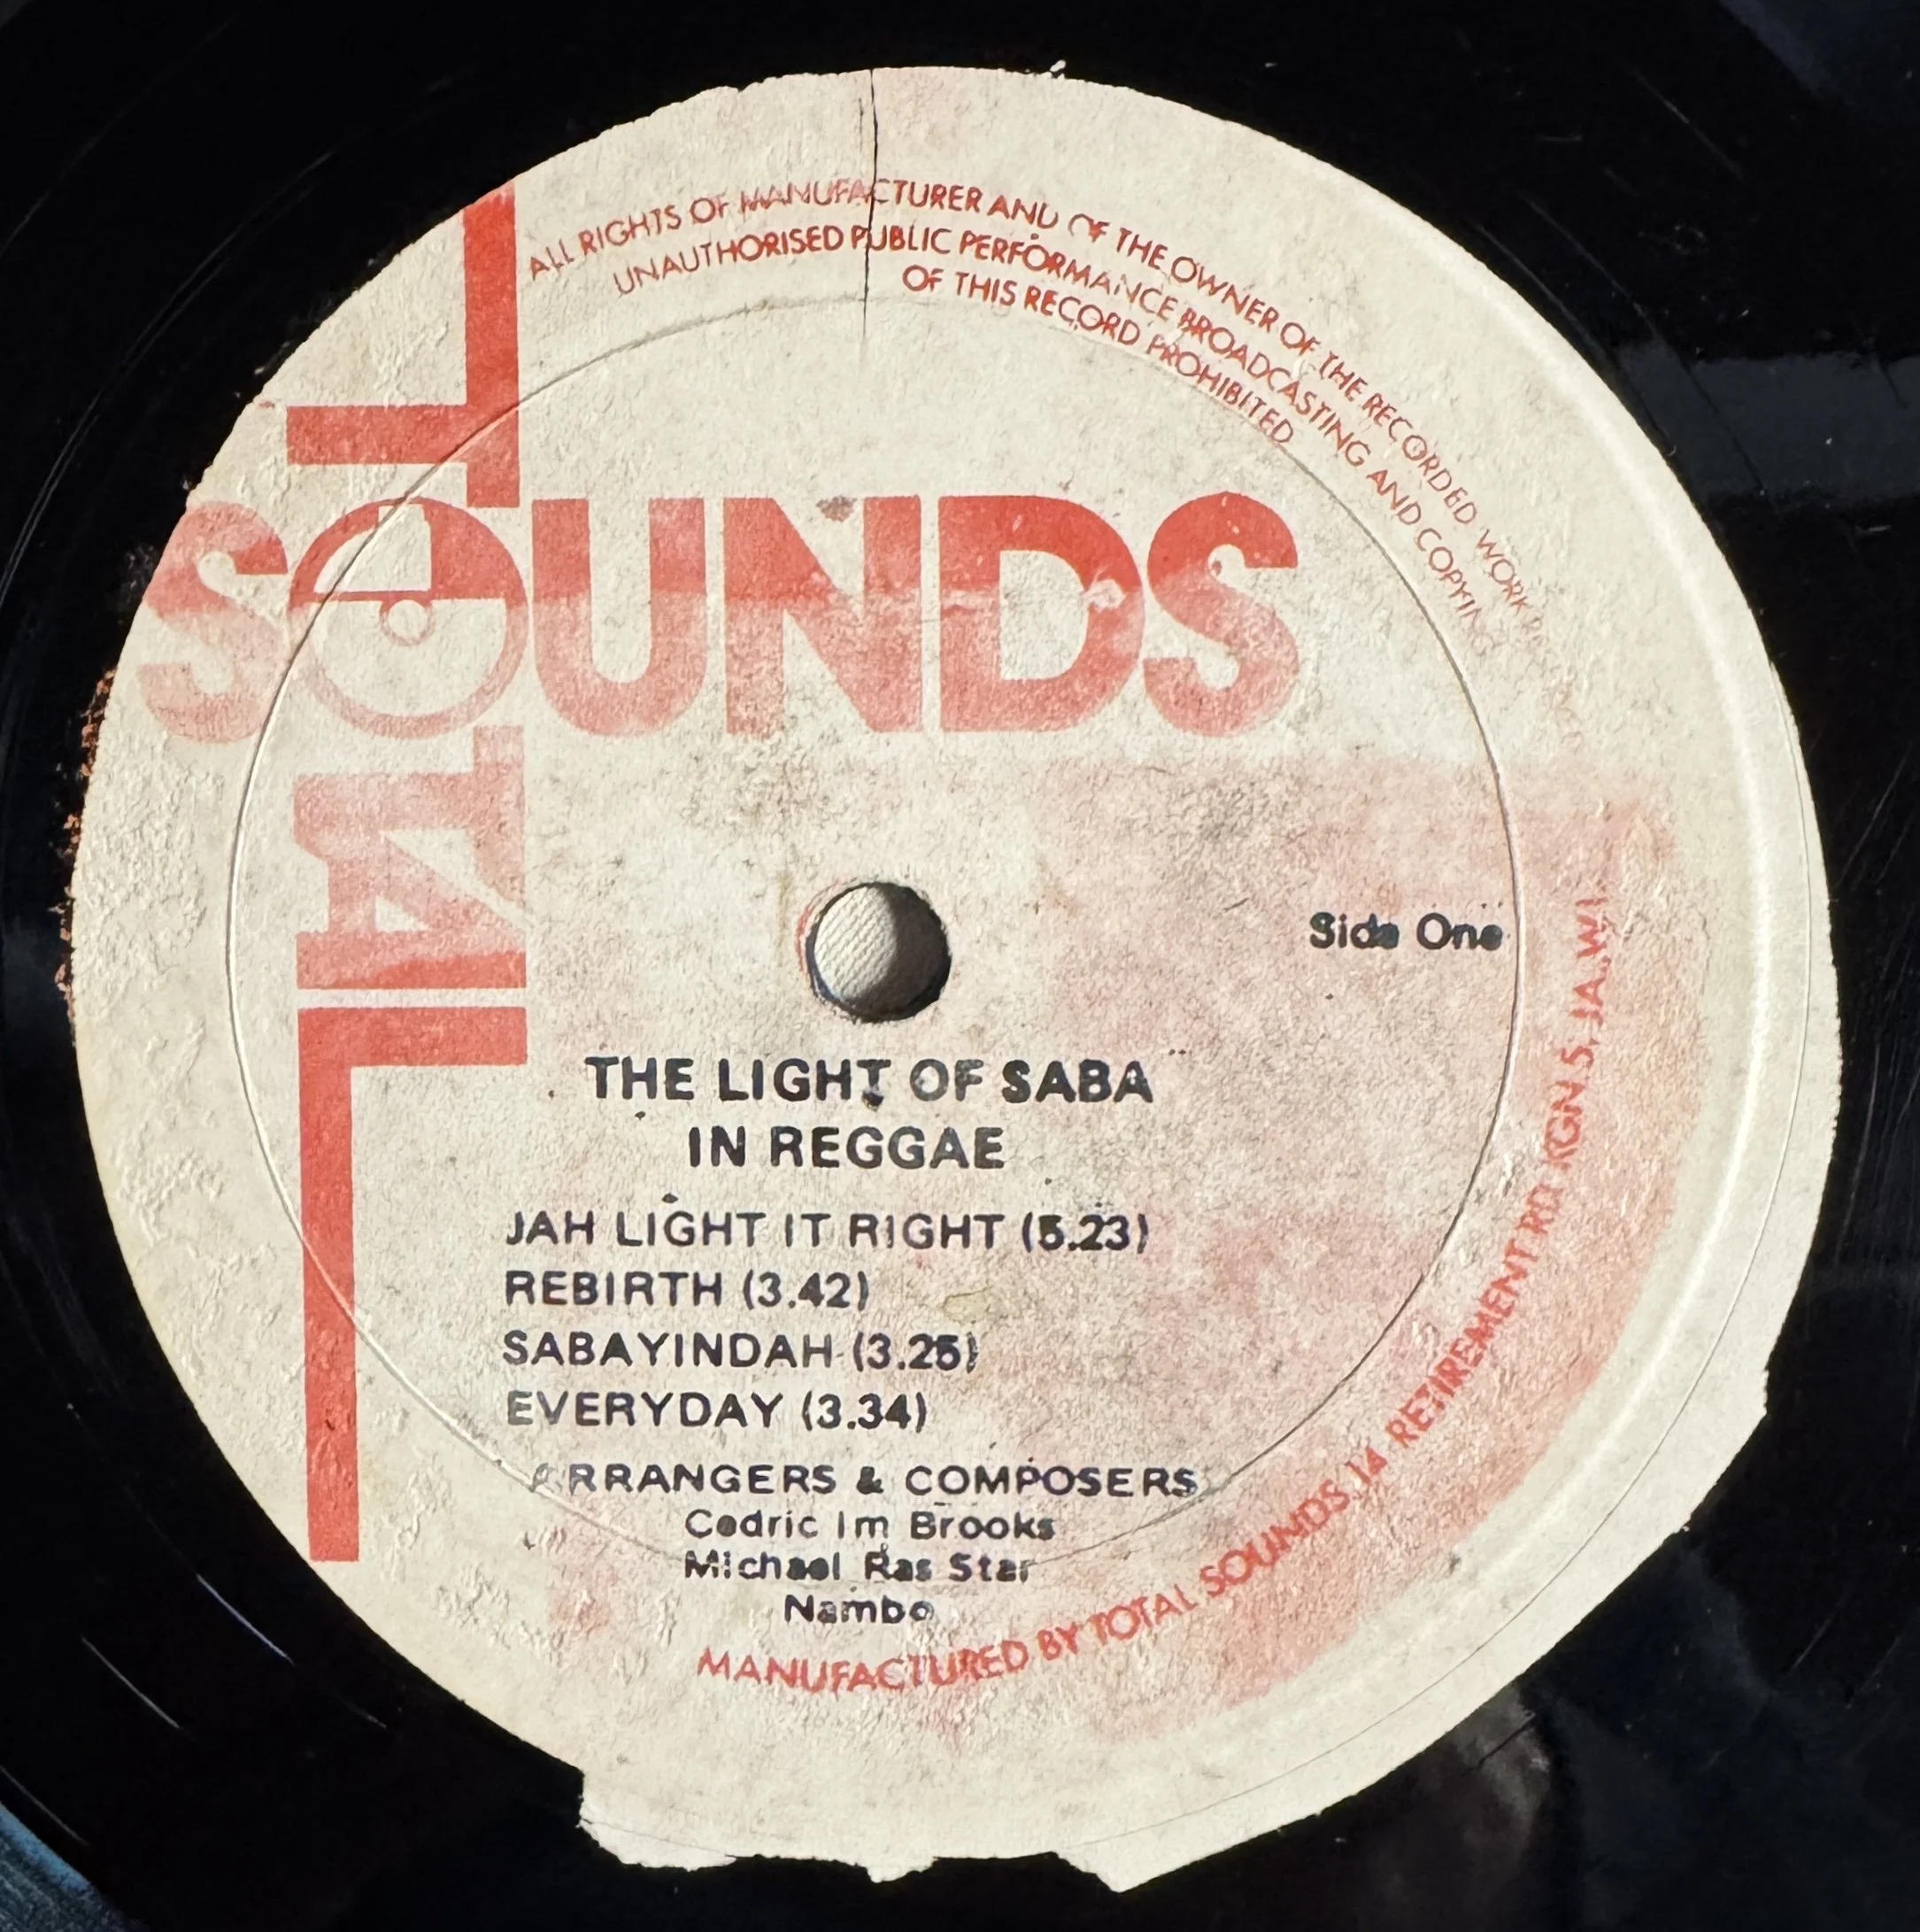 ALL RIGHTS OF MANUFACTURER AND OF THE OWNER OF THE RECORDED WORK
UNAUTHORISED PUBLIC PERFORMANCE BROADCASTING AND COPYING
OF THIS RECORD PROHIBITED
TOTAL
SOUNDS
Side One
THE LIGHT OF SABA
IN REGGAE
JAH LIGHT IT RIGHT (5.23)
REBIRTH (3.42)
SABAYINDAH (3.25)
EVERYDAY (3.34)
ARRANGERS & COMPOSERS
Cedric Im Brooks
Michael Ras Star
Nambo
MANUFACTURED BY TOTAL SOUNDS 14 RETIREMENT RD KGN 5, JA. W.I.